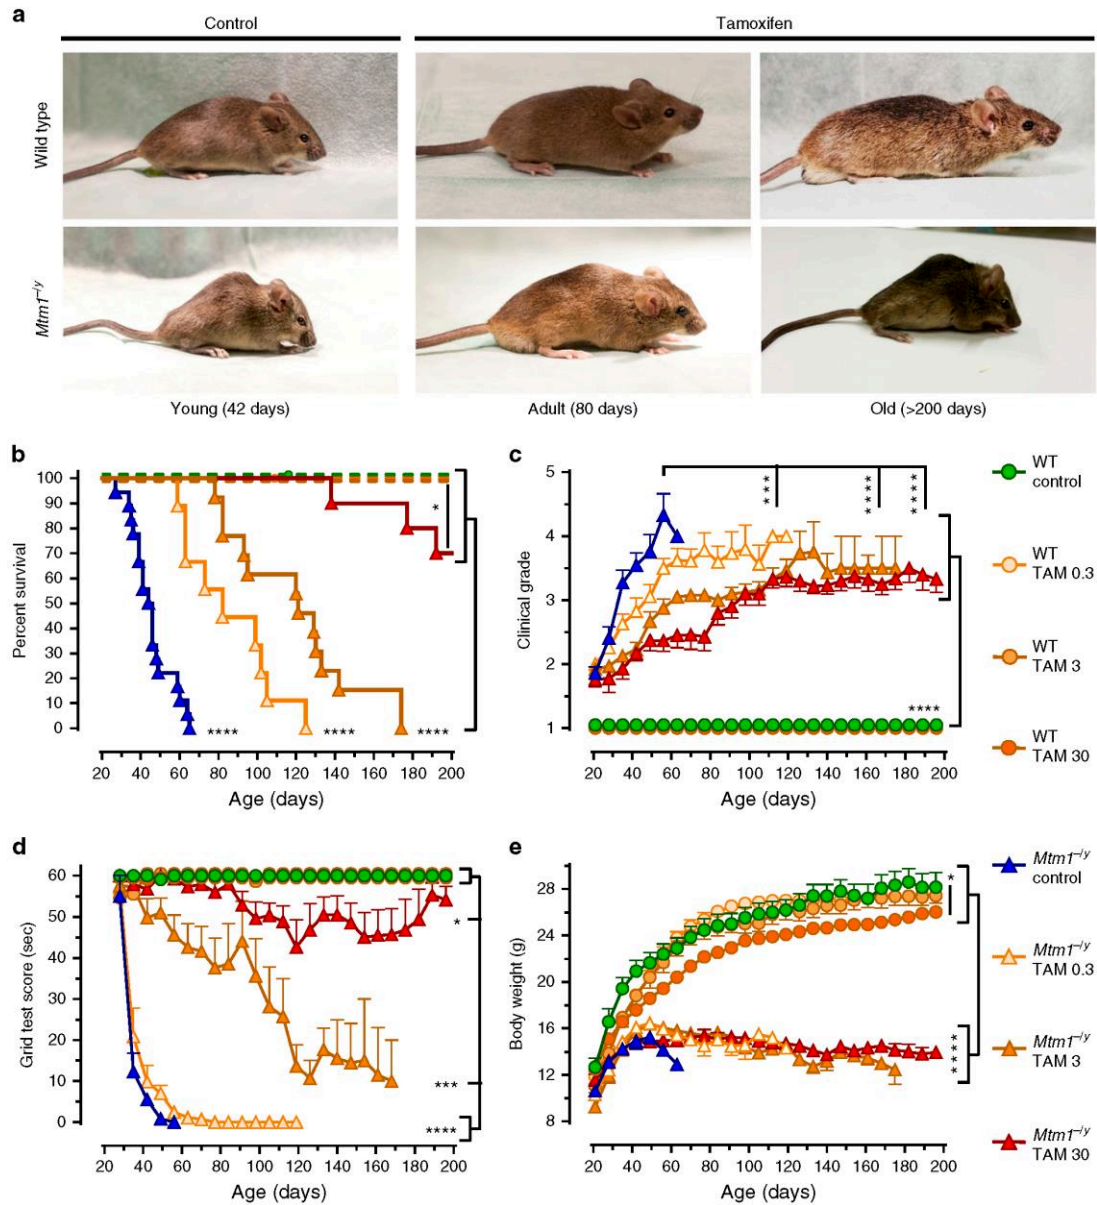 a
Control
Tamoxifen
Wild type
Mtm1–/y
Young (42 days)
Adult (80 days)
Old (>200 days)
b
Percent survival
100
90
80
70
60
50
40
30
20
10
0
*
****
****
****
20 40 60 80 100 120 140 160 180 200
Age (days)
c
Clinical grade
5
4
3
2
1
***
****
****
****
20 40 60 80 100 120 140 160 180 200
Age (days)
WT
control
WT
TAM 0.3
WT
TAM 3
WT
TAM 30
d
Grid test score (sec)
60
50
40
30
20
10
0
*
***
****
20 40 60 80 100 120 140 160 180 200
Age (days)
e
Body weight (g)
28
24
20
16
12
8
*
****
20 40 60 80 100 120 140 160 180 200
Age (days)
Mtm1–/y
control
Mtm1–/y
TAM 0.3
Mtm1–/y
TAM 3
Mtm1–/y
TAM 30